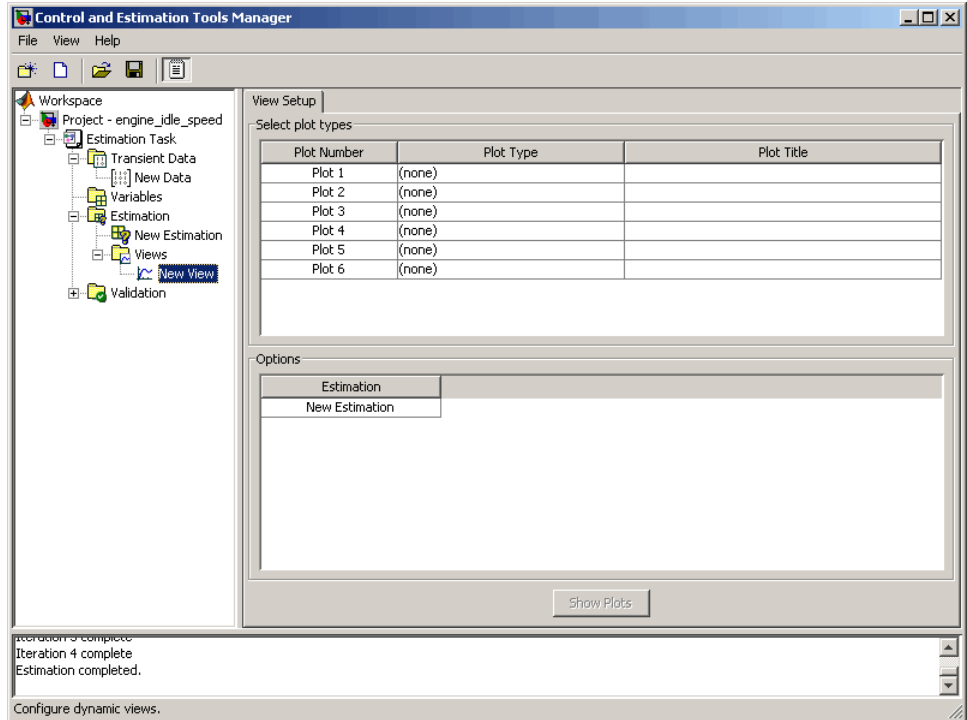 Control and Estimation Tools Manager
File View Help
Workspace
Project - engine_idle_speed
Estimation Task
Transient Data
New Data
Variables
Estimation
New Estimation
Views
New View
Validation
View Setup
Select plot types
Plot Number Plot Type Plot Title
Plot 1 (none)
Plot 2 (none)
Plot 3 (none)
Plot 4 (none)
Plot 5 (none)
Plot 6 (none)
Options
Estimation
New Estimation
Show Plots
Iteration 3 complete
Iteration 4 complete
Estimation completed.
Configure dynamic views.